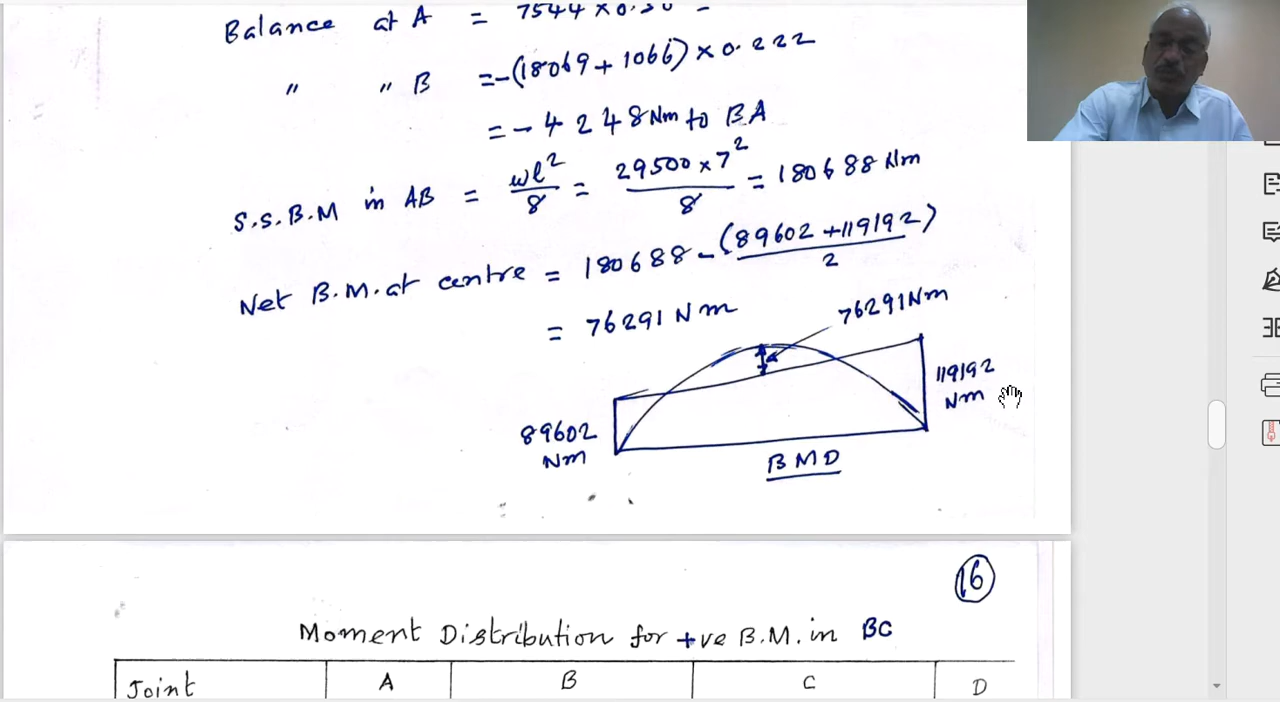 Balance at A = 7544 × 0.
" " B = -(18069 + 1066) × 0.222
= - 4248 Nm to BA
S.S.B.M in AB = wl²/8 = 29500 × 7²/8 = 180688 Nm
Net B.M. at centre = 180688 - (89602 + 119192)/2
= 76291 Nm
76291 Nm
119192
Nm
89602
Nm
BMD
16
Moment Distribution for +ve B.M. in BC
Joint A B C D